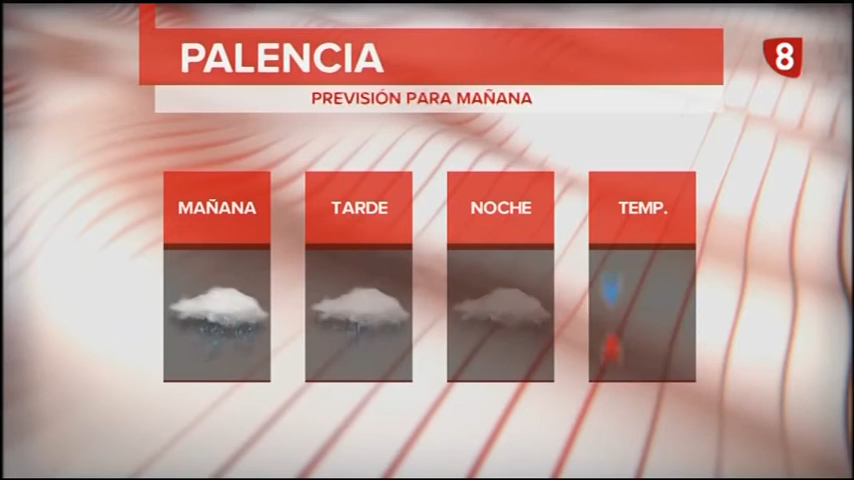 PALENCIA
8
PREVISIÓN PARA MAÑANA
MAÑANA
TARDE
NOCHE
TEMP.